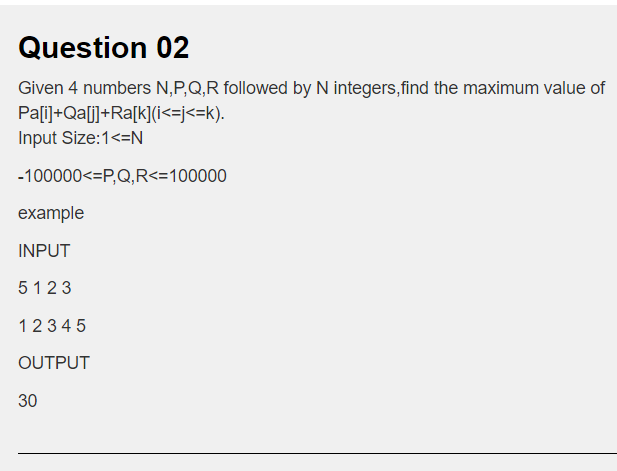 Question 02
Given 4 numbers N,P,Q,R followed by N integers,find the maximum value of
Pa[i]+Qa[j]+Ra[k](i<=j<=k).
Input Size:1<=N
-100000<=P,Q,R<=100000
example
INPUT
5 1 2 3
1 2 3 4 5
OUTPUT
30